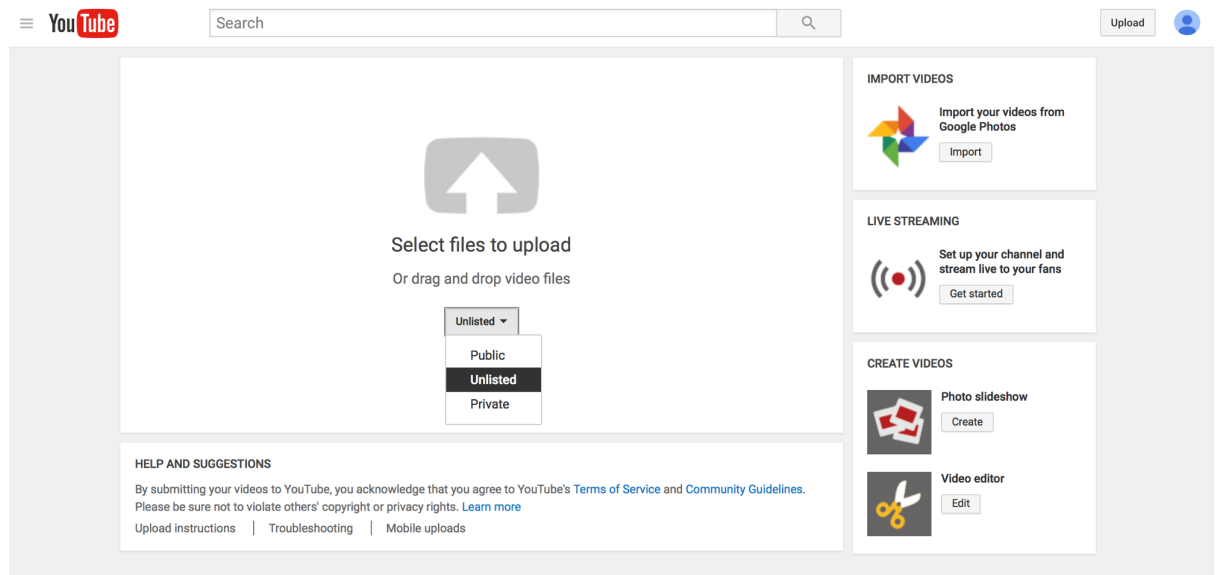 YouTube
Search
Upload
Select files to upload
Or drag and drop video files
Unlisted
Public
Unlisted
Private
HELP AND SUGGESTIONS
By submitting your videos to YouTube, you acknowledge that you agree to YouTube's Terms of Service and Community Guidelines.
Please be sure not to violate others' copyright or privacy rights. Learn more
Upload instructions
Troubleshooting
Mobile uploads
IMPORT VIDEOS
Import your videos from
Google Photos
Import
LIVE STREAMING
Set up your channel and
stream live to your fans
Get started
CREATE VIDEOS
Photo slideshow
Create
Video editor
Edit